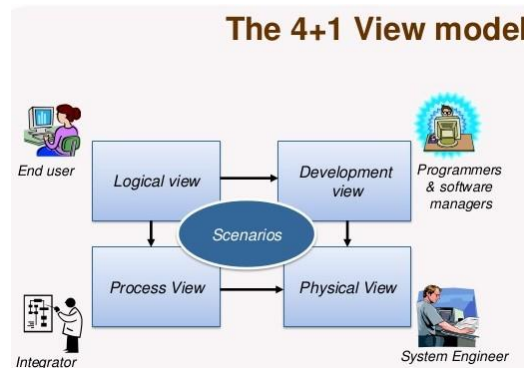 The 4+1 View model
End user
Logical view
Development
view
Programmers
& software
managers
Scenarios
Process View
Physical View
Integrator
System Engineer